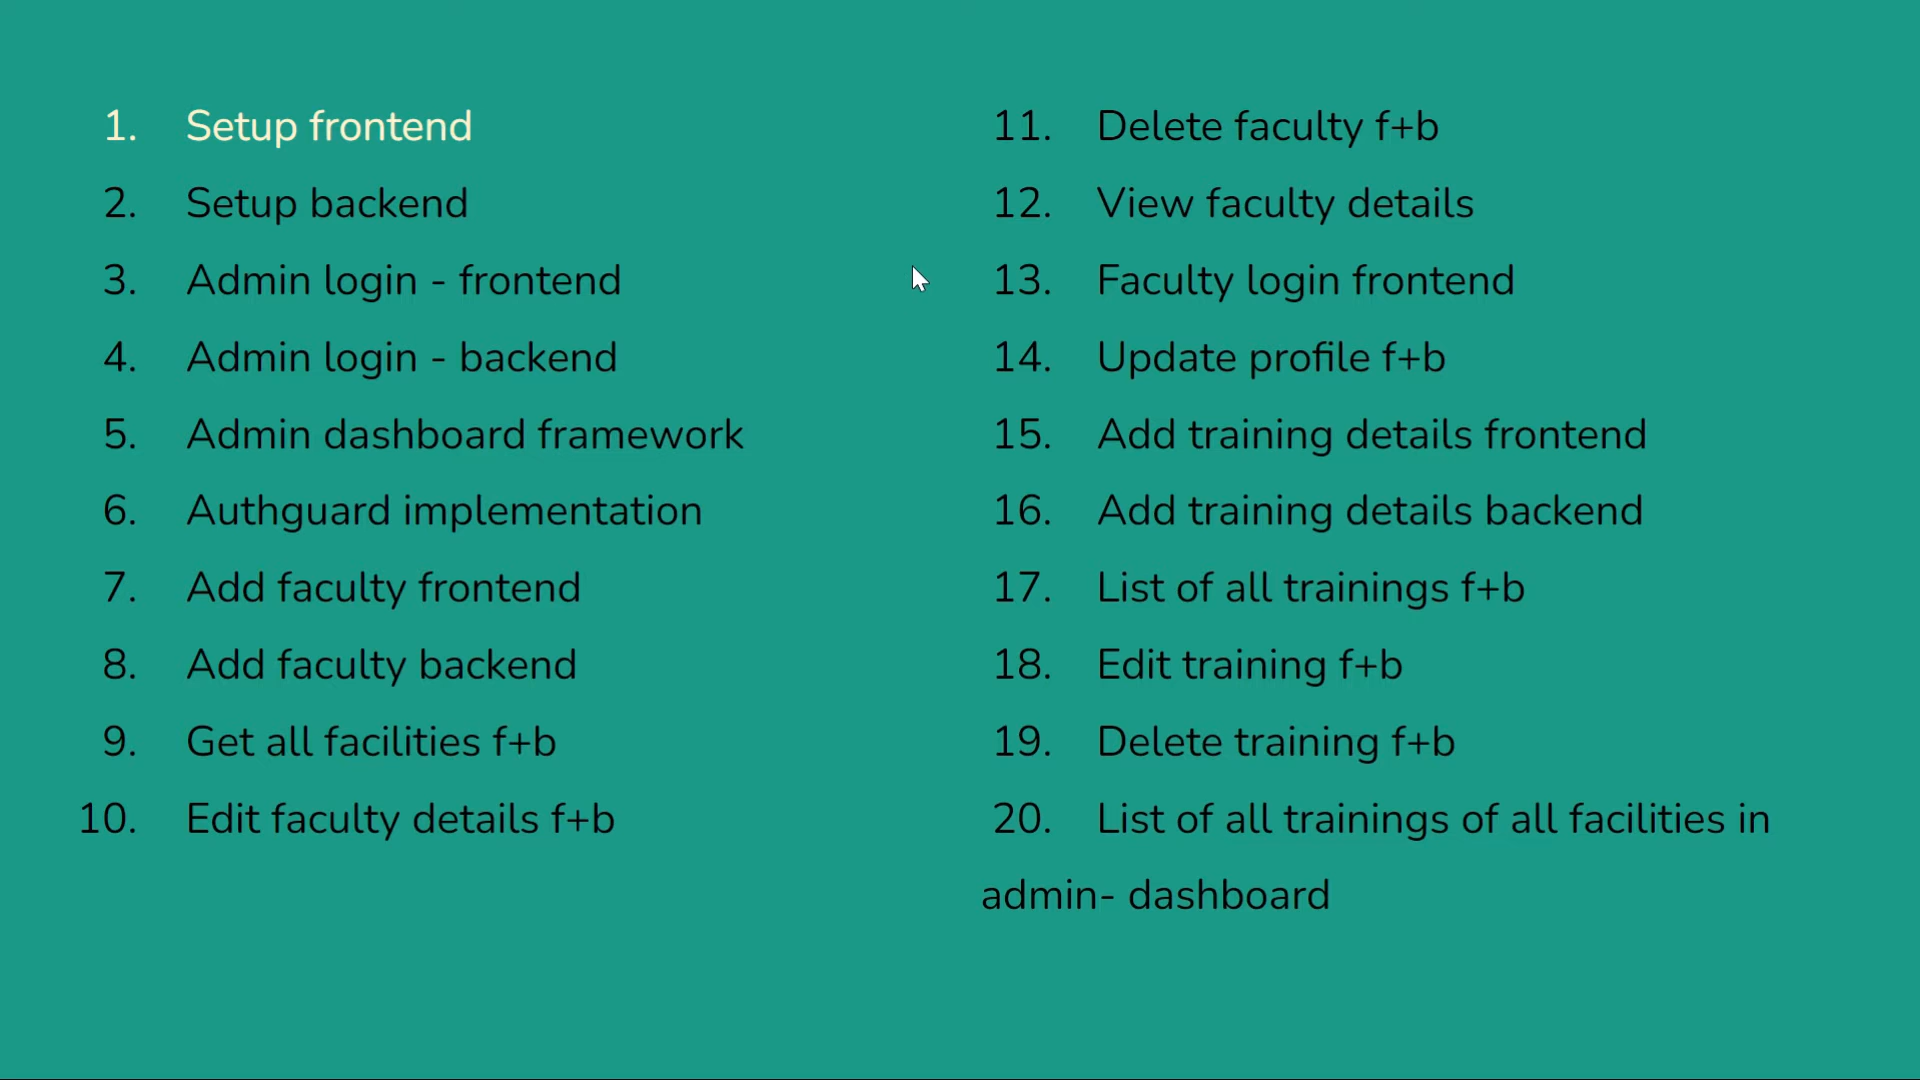 1. Setup frontend
2. Setup backend
3. Admin login - frontend
4. Admin login - backend
5. Admin dashboard framework
6. Authguard implementation
7. Add faculty frontend
8. Add faculty backend
9. Get all facilities f+b
10. Edit faculty details f+b
11. Delete faculty f+b
12. View faculty details
13. Faculty login frontend
14. Update profile f+b
15. Add training details frontend
16. Add training details backend
17. List of all trainings f+b
18. Edit training f+b
19. Delete training f+b
20. List of all trainings of all facilities in
admin- dashboard